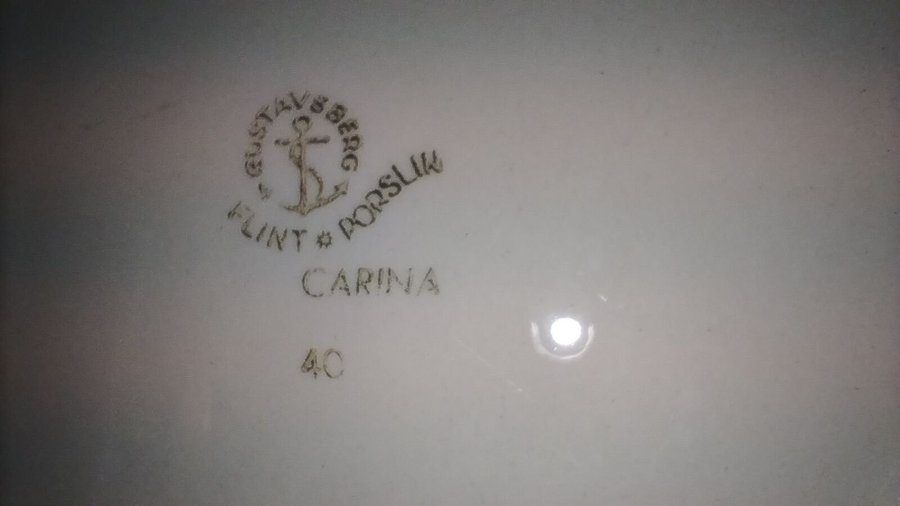 GUSTAVSBERG
FLINT * PORSLIN
CARINA
40